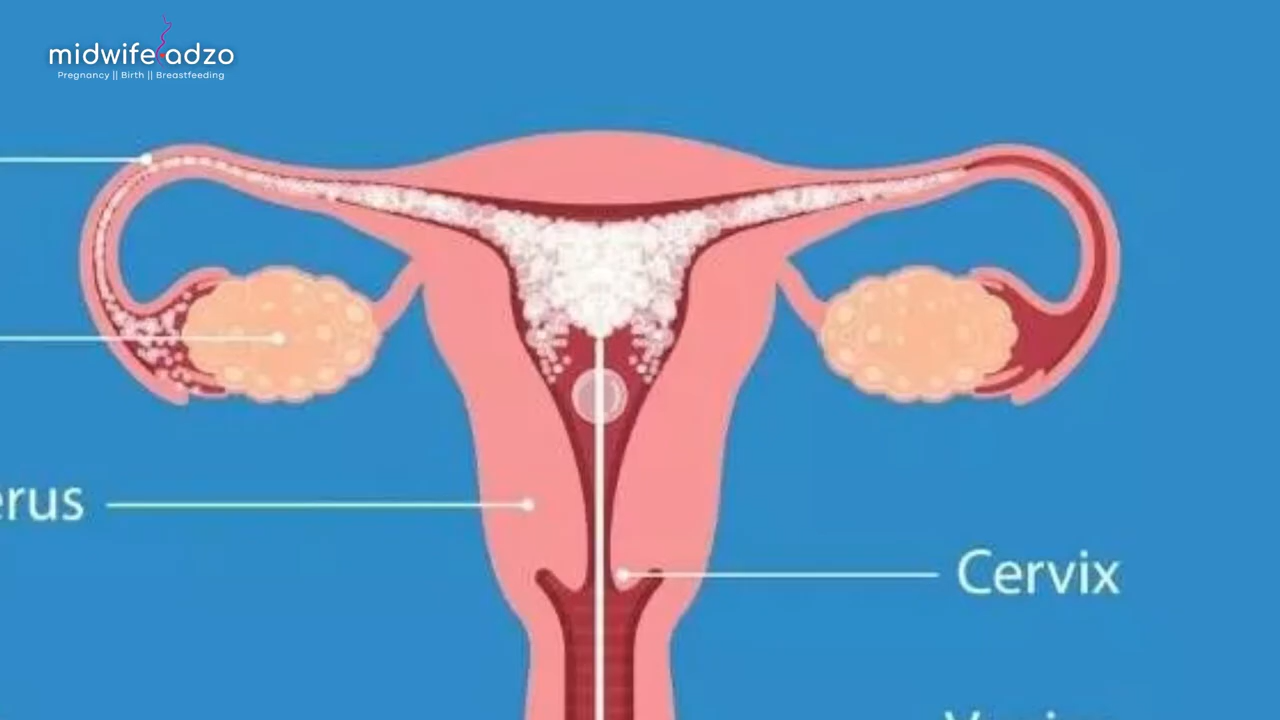 midwife adzo
Pregnancy || Birth || Breastfeeding
erus
Cervix